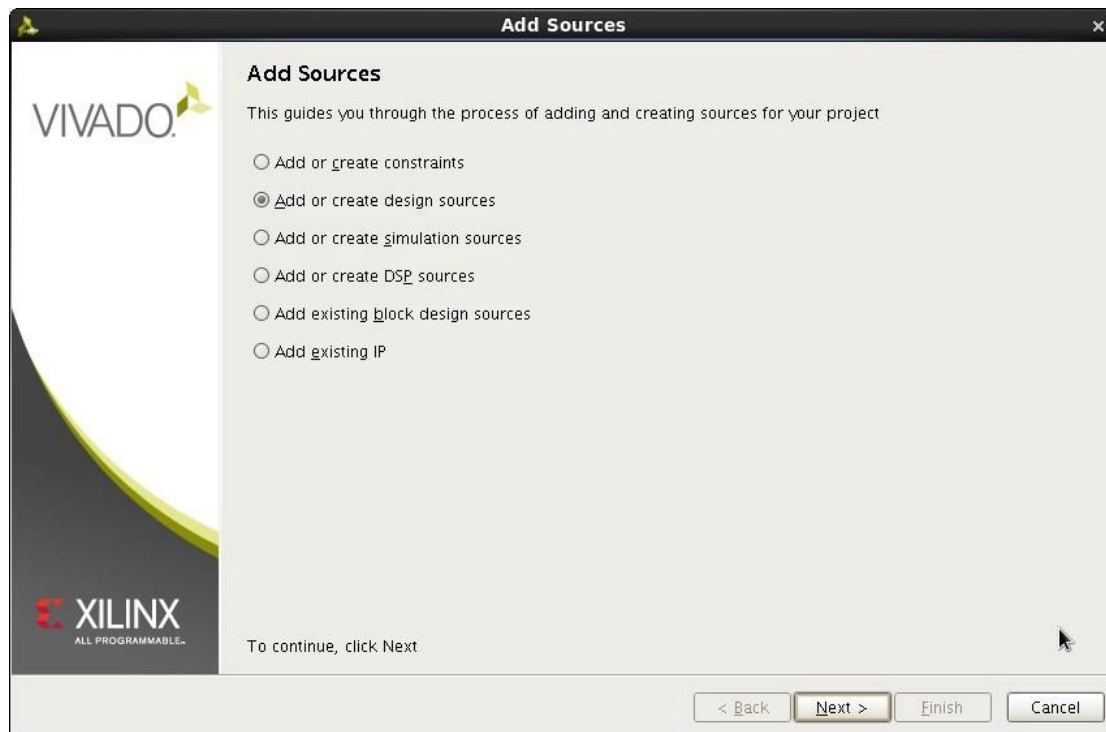 Add Sources
VIVADO.
Add Sources
This guides you through the process of adding and creating sources for your project
Add or create constraints
Add or create design sources
Add or create simulation sources
Add or create DSP sources
Add existing block design sources
Add existing IP
XILINX
ALL PROGRAMMABLE™
To continue, click Next
< Back
Next >
Finish
Cancel